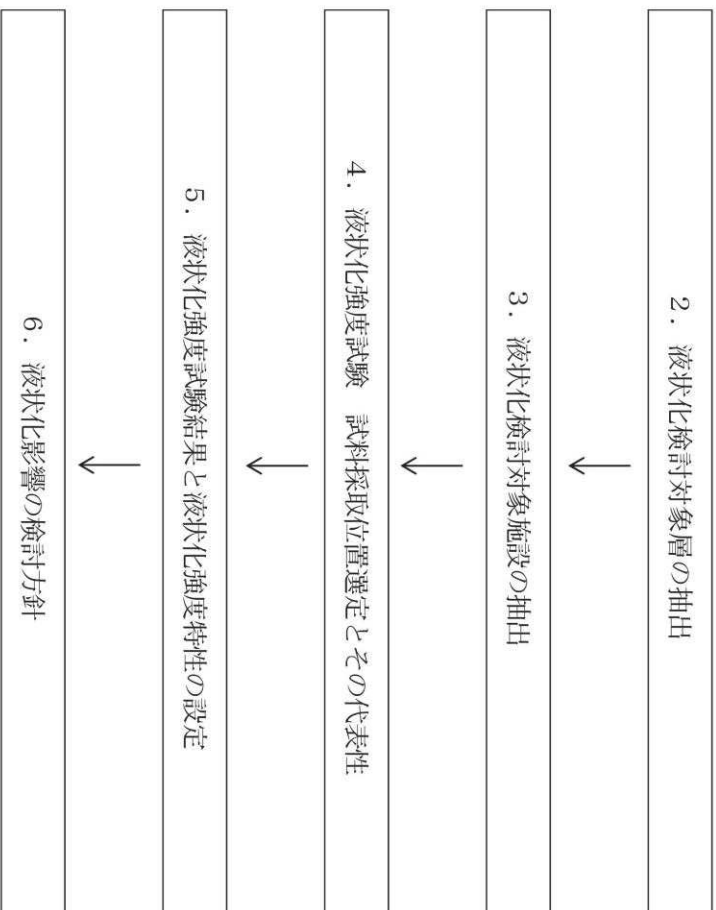 2. 液状化検討対象層の抽出
3. 液状化検討対象施設の抽出
4. 液状化強度試験 試料採取位置選定とその代表性
5. 液状化強度試験結果と液状化強度特性の設定
6. 液状化影響の検討方針